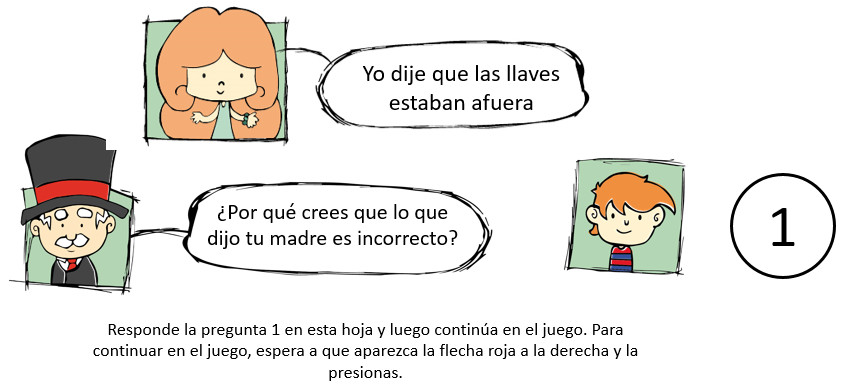 Yo dije que las llaves
estaban afuera
¿Por qué crees que lo que
dijo tu madre es incorrecto?
1
Responde la pregunta 1 en esta hoja y luego continúa en el juego. Para
continuar en el juego, espera a que aparezca la flecha roja a la derecha y la
presionas.